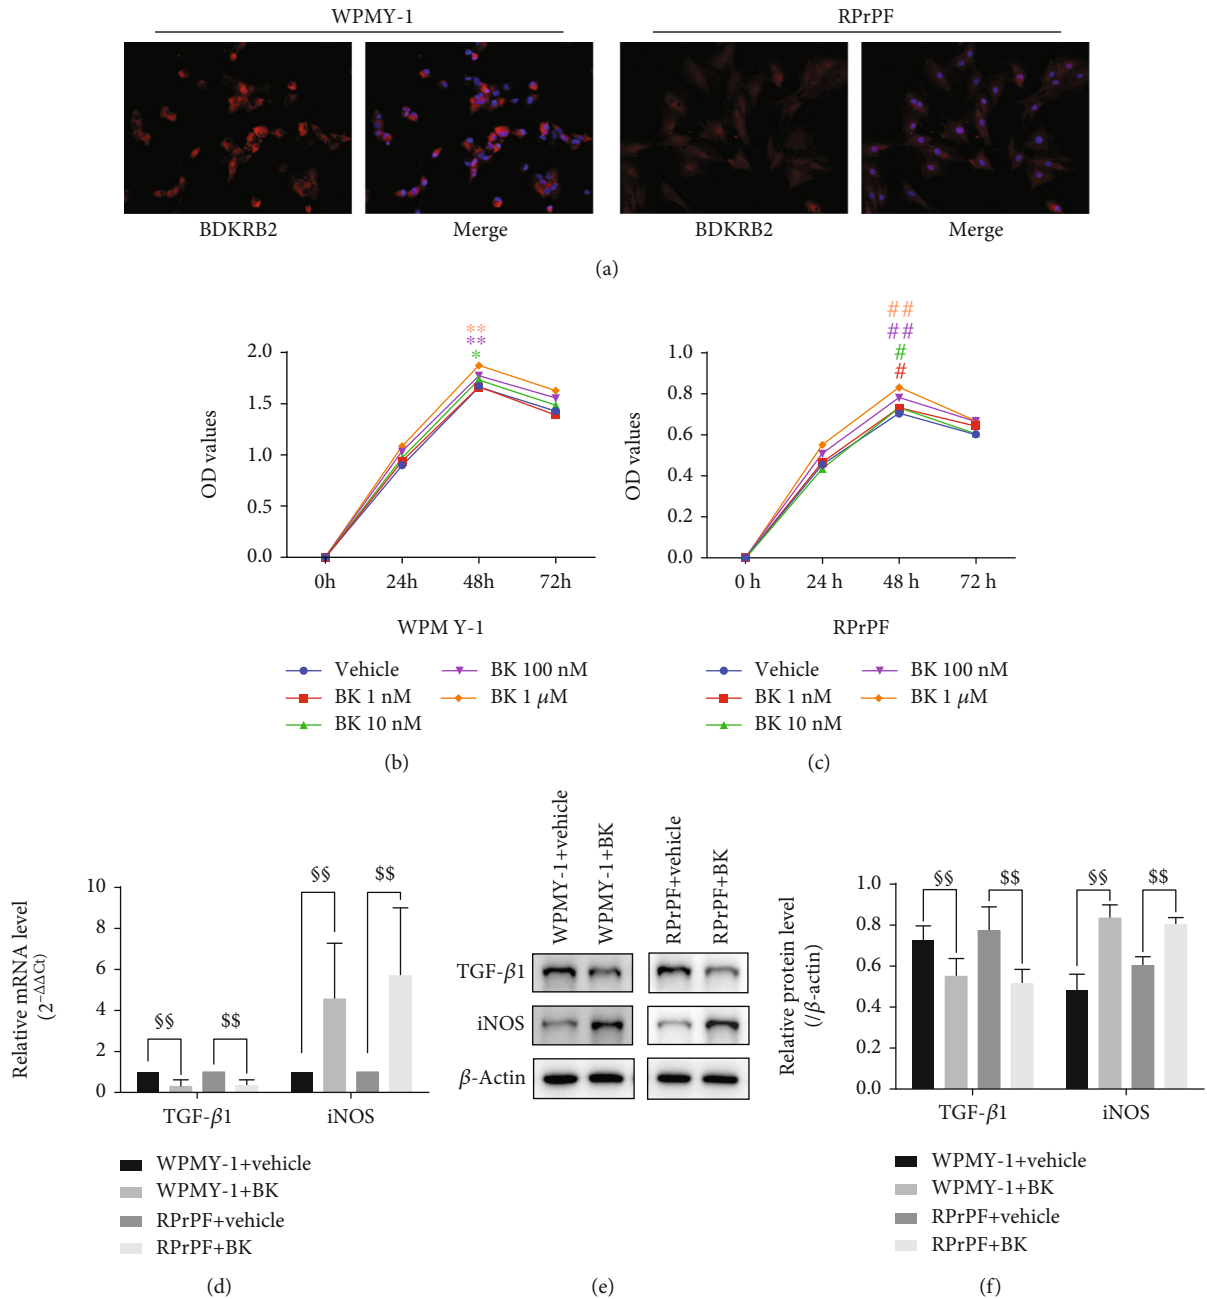 WPMY-1 RPrPF
BDKRB2 Merge BDKRB2 Merge
(a)
** ** *
OD values
2.0
1.5
1.0
0.5
0.0
0h 24h 48h 72h
WPM Y-1
Vehicle BK 100 nM
BK 1 nM BK 1 μM
BK 10 nM
(b)
##
##
#
#
OD values
1.0
0.8
0.6
0.4
0.2
0.0
0 h 24 h 48 h 72 h
RPrPF
Vehicle BK 100 nM
BK 1 nM BK 1 μM
BK 10 nM
(c)
Relative mRNA level
(2⁻ΔΔCt)
10
8
6
4
2
0
§§ $$ §§ $$
TGF-β1 iNOS
WPMY-1+vehicle
WPMY-1+BK
RPrPF+vehicle
RPrPF+BK
(d)
WPMY-1+vehicle
WPMY-1+BK
RPrPF+vehicle
RPrPF+BK
TGF-β1
iNOS
β-Actin
(e)
Relative protein level
(/β-actin)
1.0
0.8
0.6
0.4
0.2
0.0
§§ $$ §§ $$
TGF-β1 iNOS
WPMY-1+vehicle
WPMY-1+BK
RPrPF+vehicle
RPrPF+BK
(f)